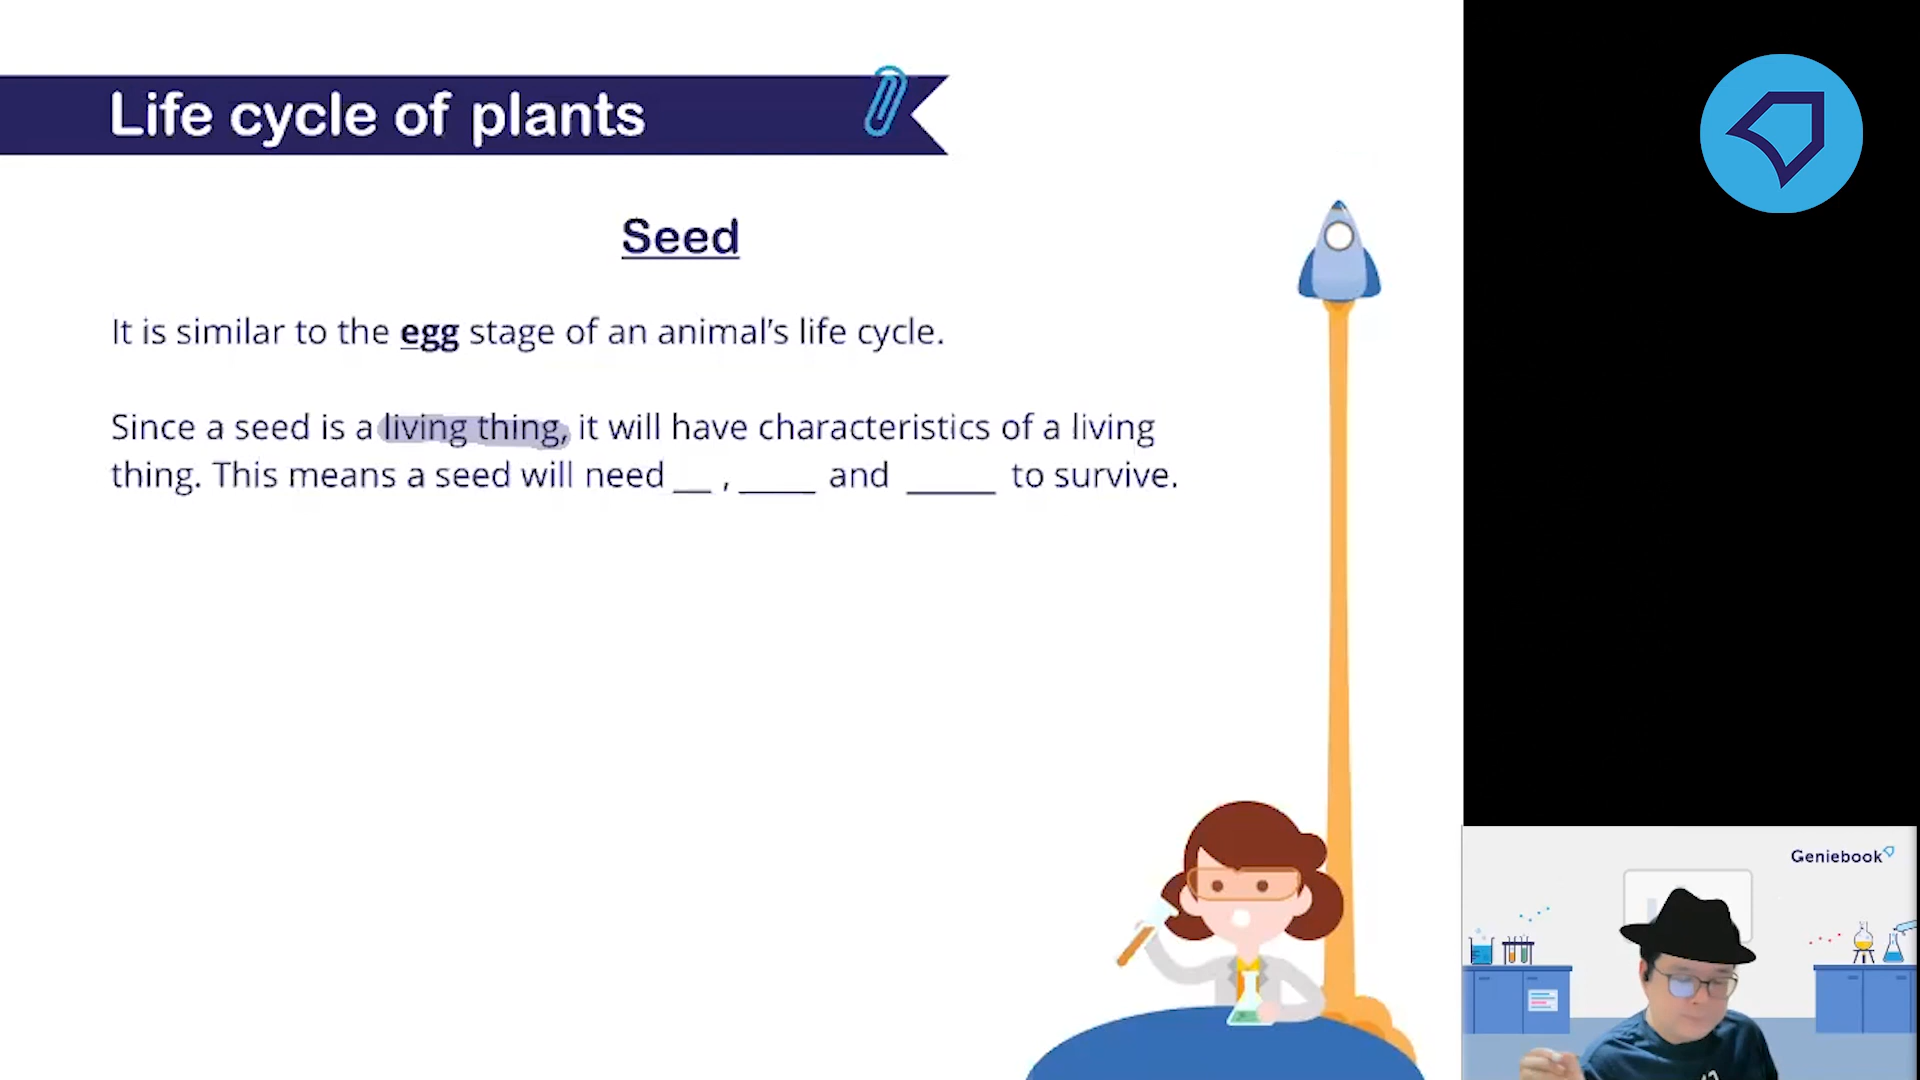 Life cycle of plants
Seed
It is similar to the egg stage of an animal’s life cycle.
Since a seed is a living thing, it will have characteristics of a living
thing. This means a seed will need __ , ____ and _____ to survive.
Geniebook